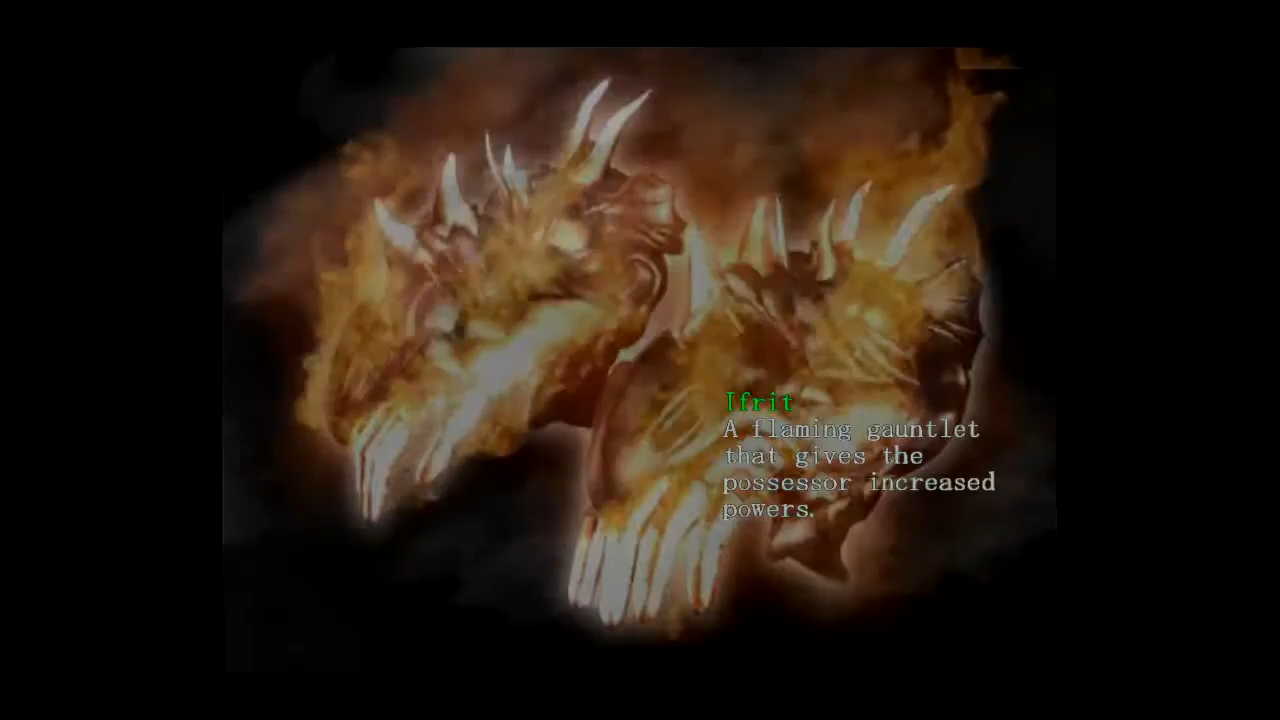 Ifrit
A flaming gauntlet
that gives the
possessor increased
powers.